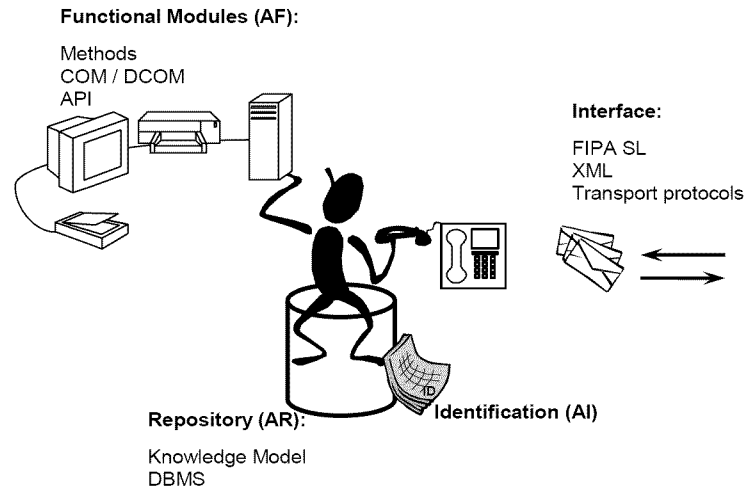 Functional Modules (AF):
Methods
COM / DCOM
API
Interface:
FIPA SL
XML
Transport protocols
ID
Identification (AI)
Repository (AR):
Knowledge Model
DBMS